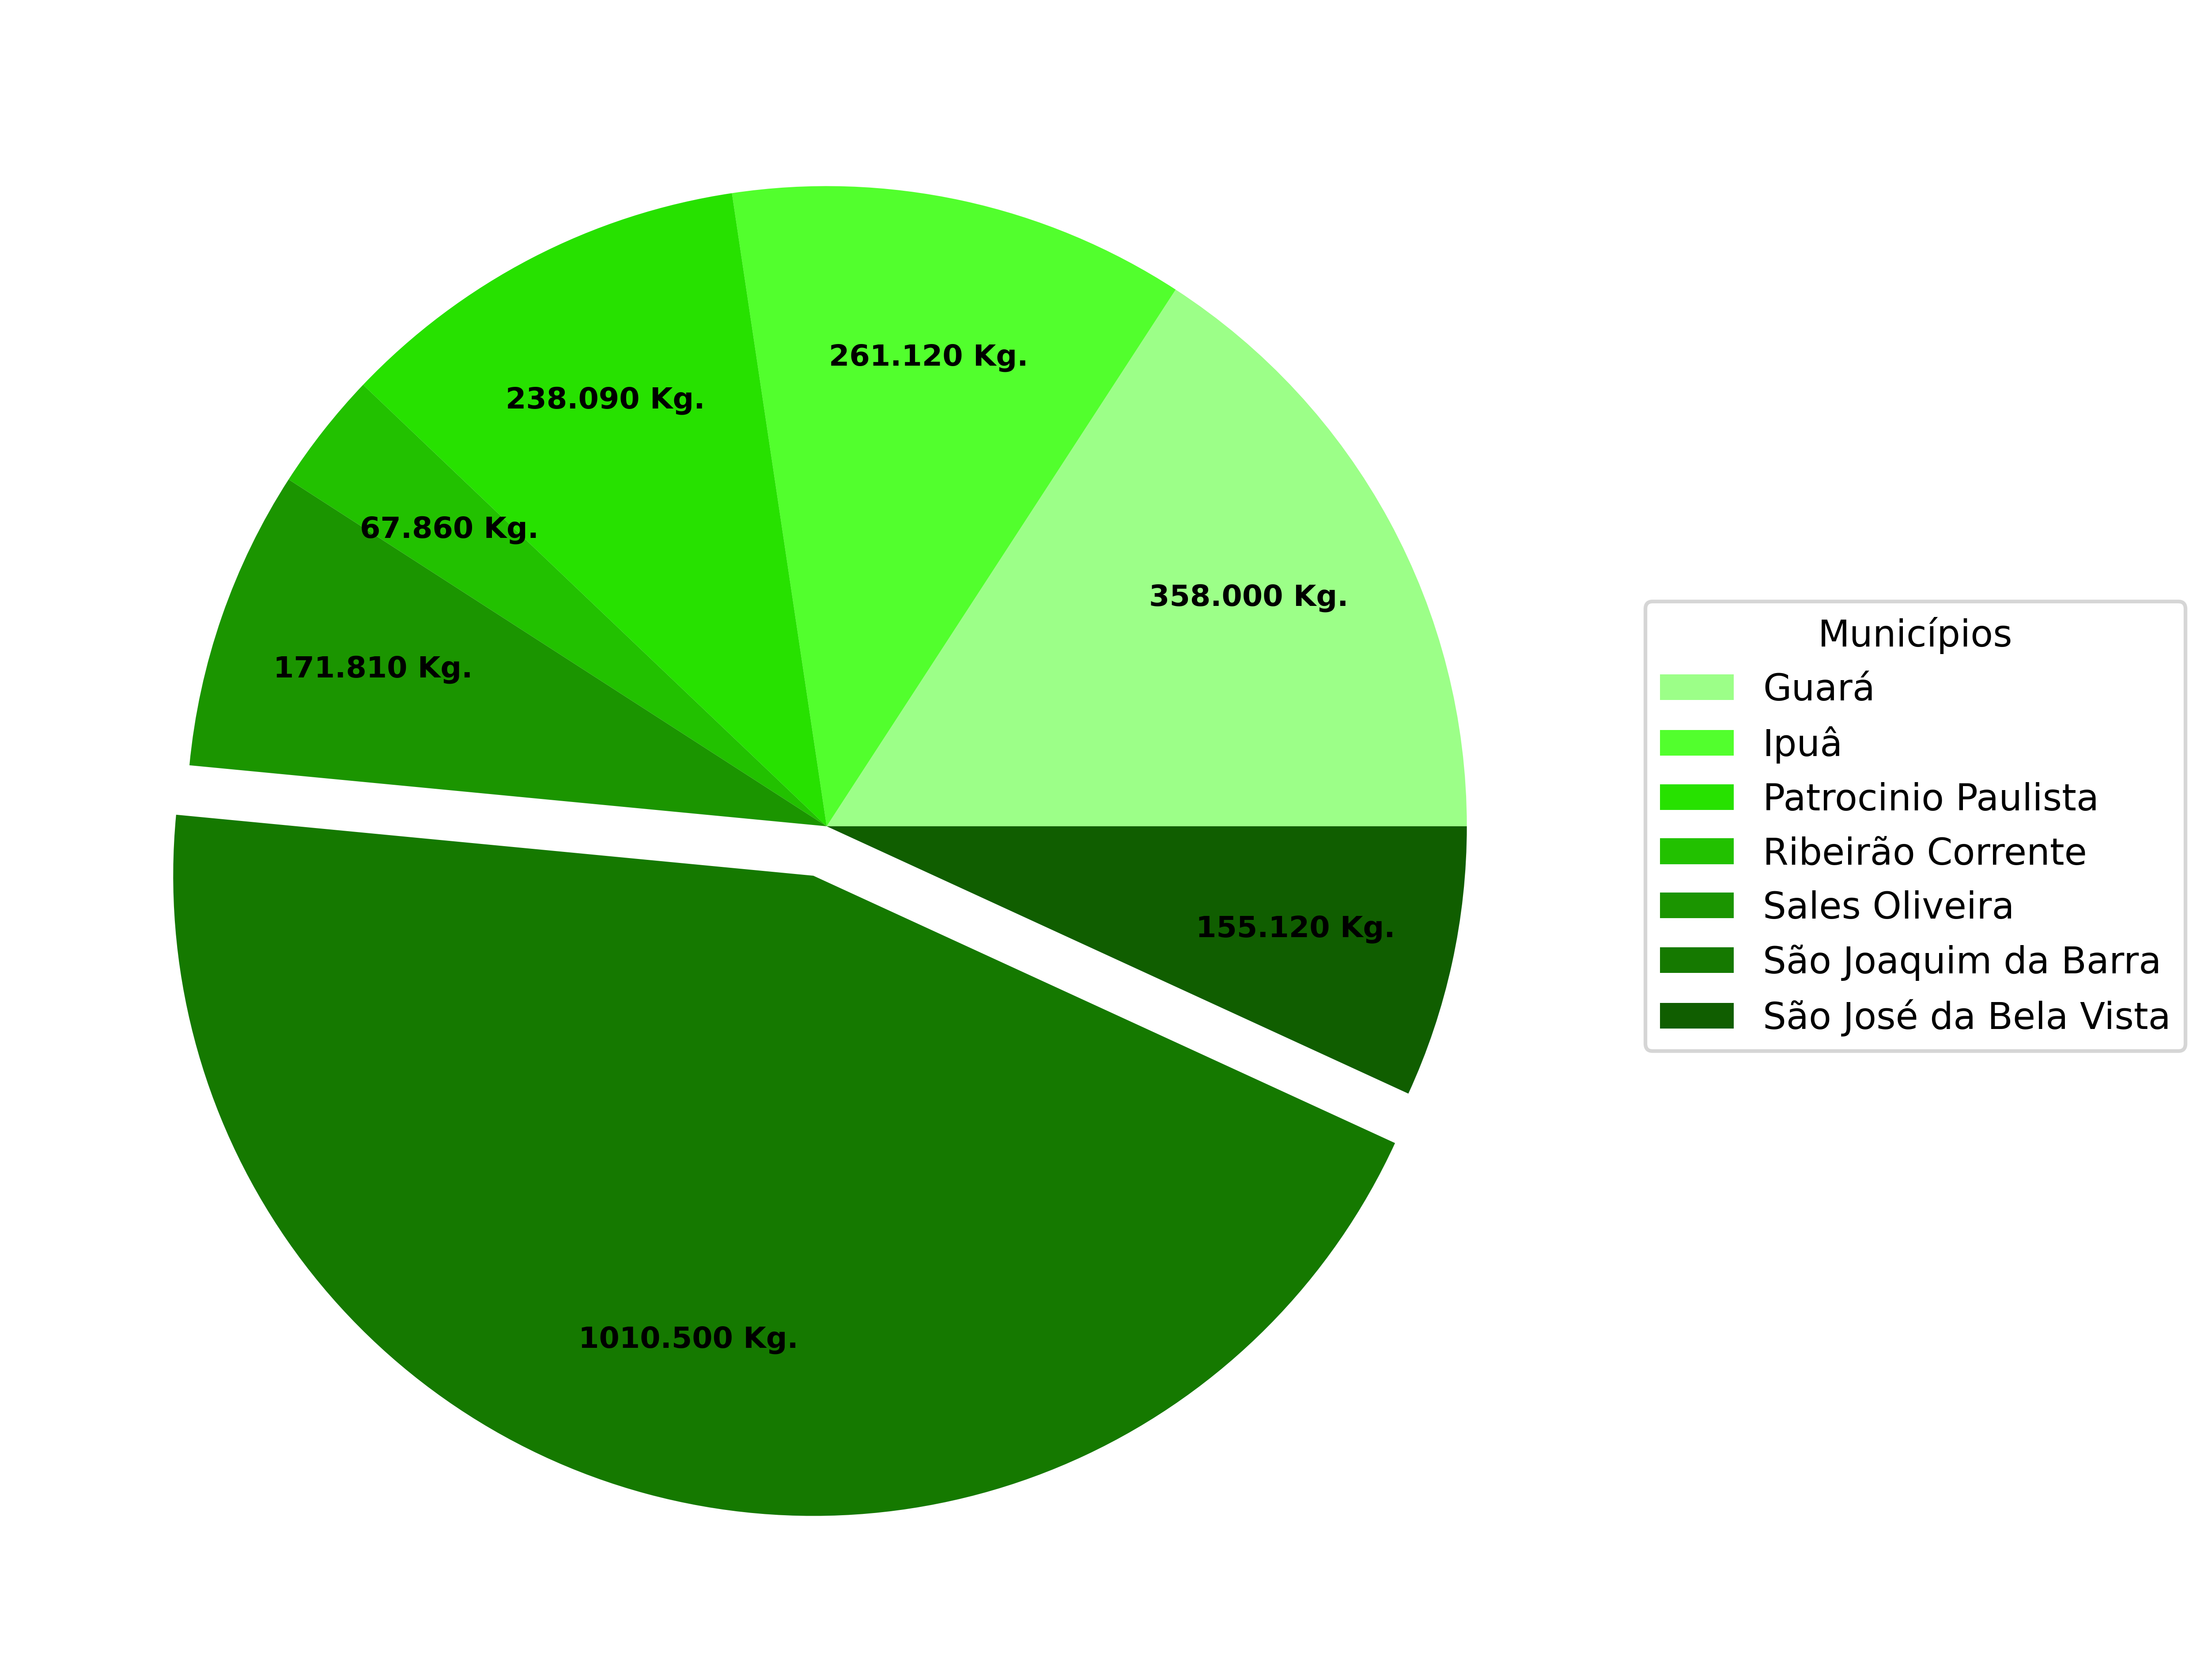 261.120 Kg.
238.090 Kg.
67.860 Kg.
358.000 Kg.
171.810 Kg.
155.120 Kg.
1010.500 Kg.
Municípios
Guará
Ipuâ
Patrocinio Paulista
Ribeirão Corrente
Sales Oliveira
São Joaquim da Barra
São José da Bela Vista